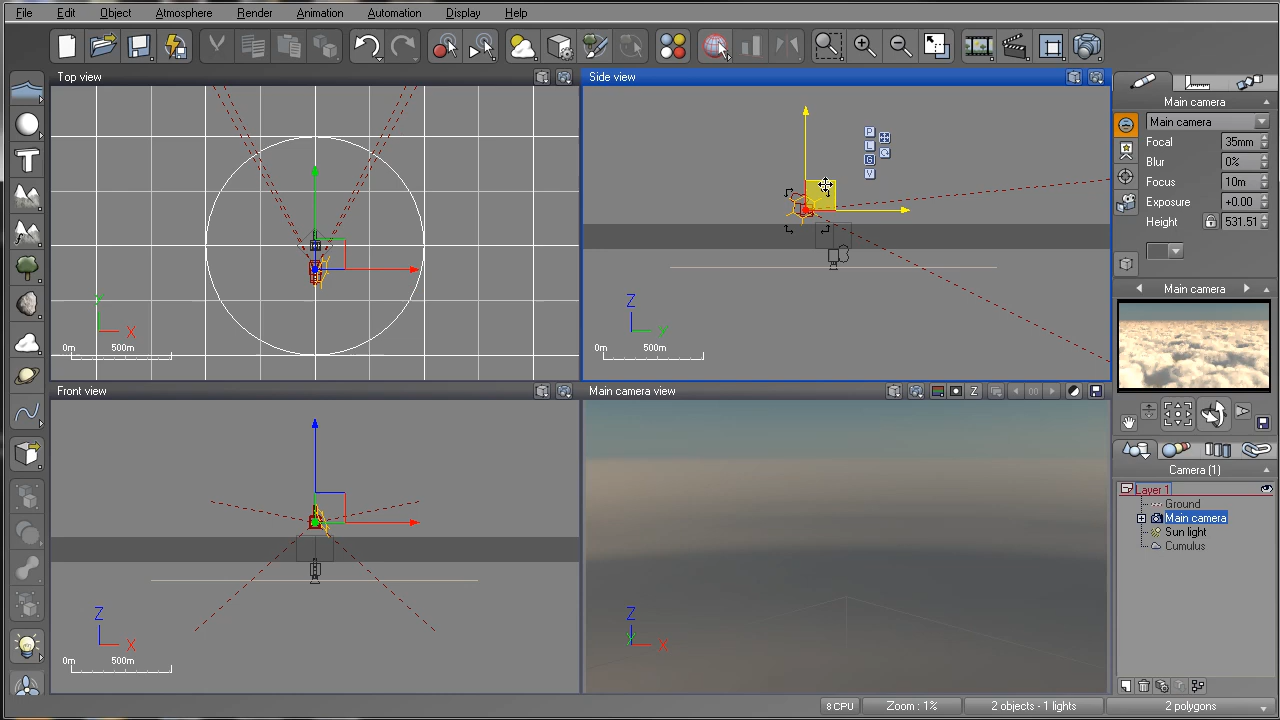 File Edit Object Atmosphere Render Animation Automation Display Help
Top view
Side view
Main camera
Main camera
Focal 35mm
Blur 0%
Focus 10m
Exposure +0.00
Height 531.51
P
L
G
V
Y
X
0m 500m
Z
Y
0m 500m
Main camera
Front view
Main camera view
Z
00
Z
X
0m 500m
Z
Y
X
Camera (1)
Layer 1
Ground
Main camera
Sun light
Cumulus
8 CPU
Zoom : 1%
2 objects - 1 lights
2 polygons